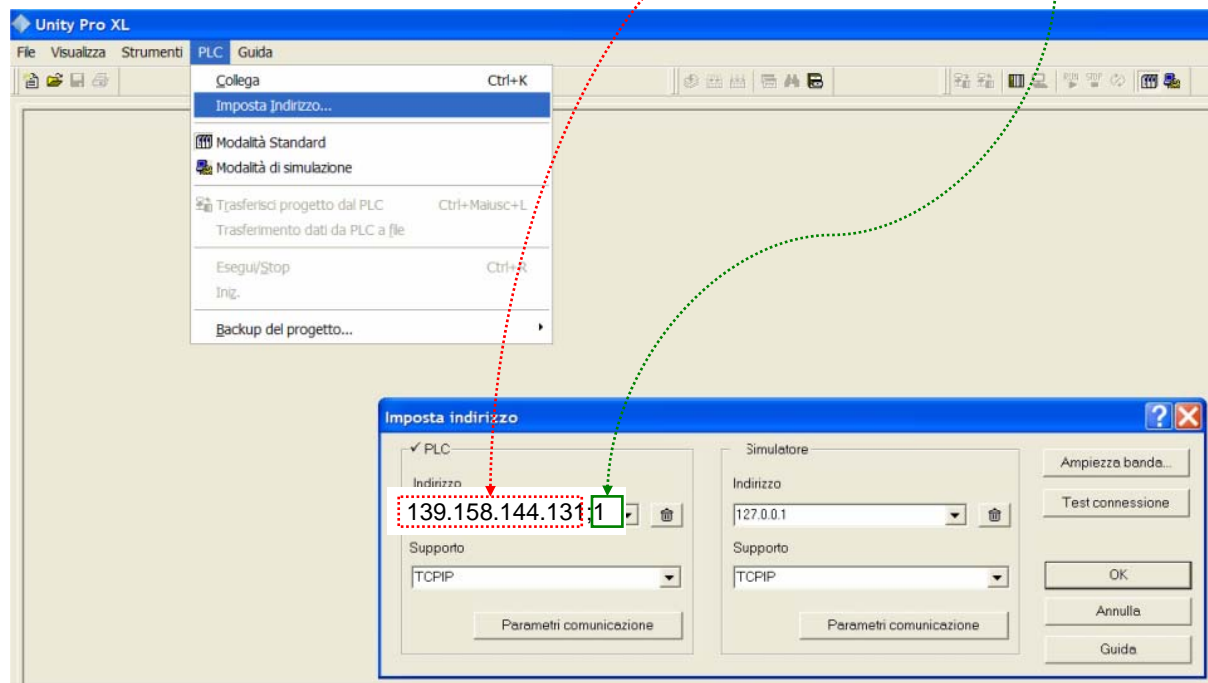 Unity Pro XL
File Visualizza Strumenti PLC Guida
Collega Ctrl+K
Imposta Indirizzo...
Modalità Standard
Modalità di simulazione
Trasferisci progetto dal PLC Ctrl+Maiusc+L
Trasferimento dati da PLC a file
Esegui/Stop Ctrl+R
Iniz.
Backup del progetto...
RUN STOP
Imposta indirizzo
✓ PLC
Indirizzo
139.158.144.131;1
Supporto
TCPIP
Parametri comunicazione
Simulatore
Indirizzo
127.0.0.1
Supporto
TCPIP
Parametri comunicazione
Ampiezza banda...
Test connessione
OK
Annulla
Guida